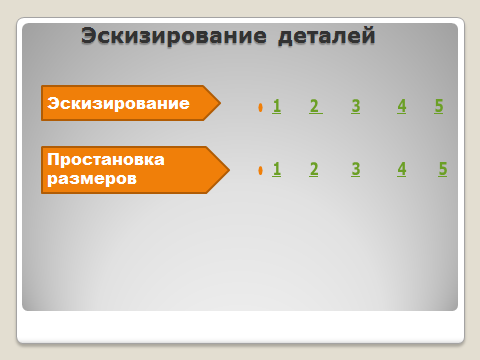 Эскизирование деталей
Эскизирование
1 2 3 4 5
Простановка
размеров
1 2 3 4 5